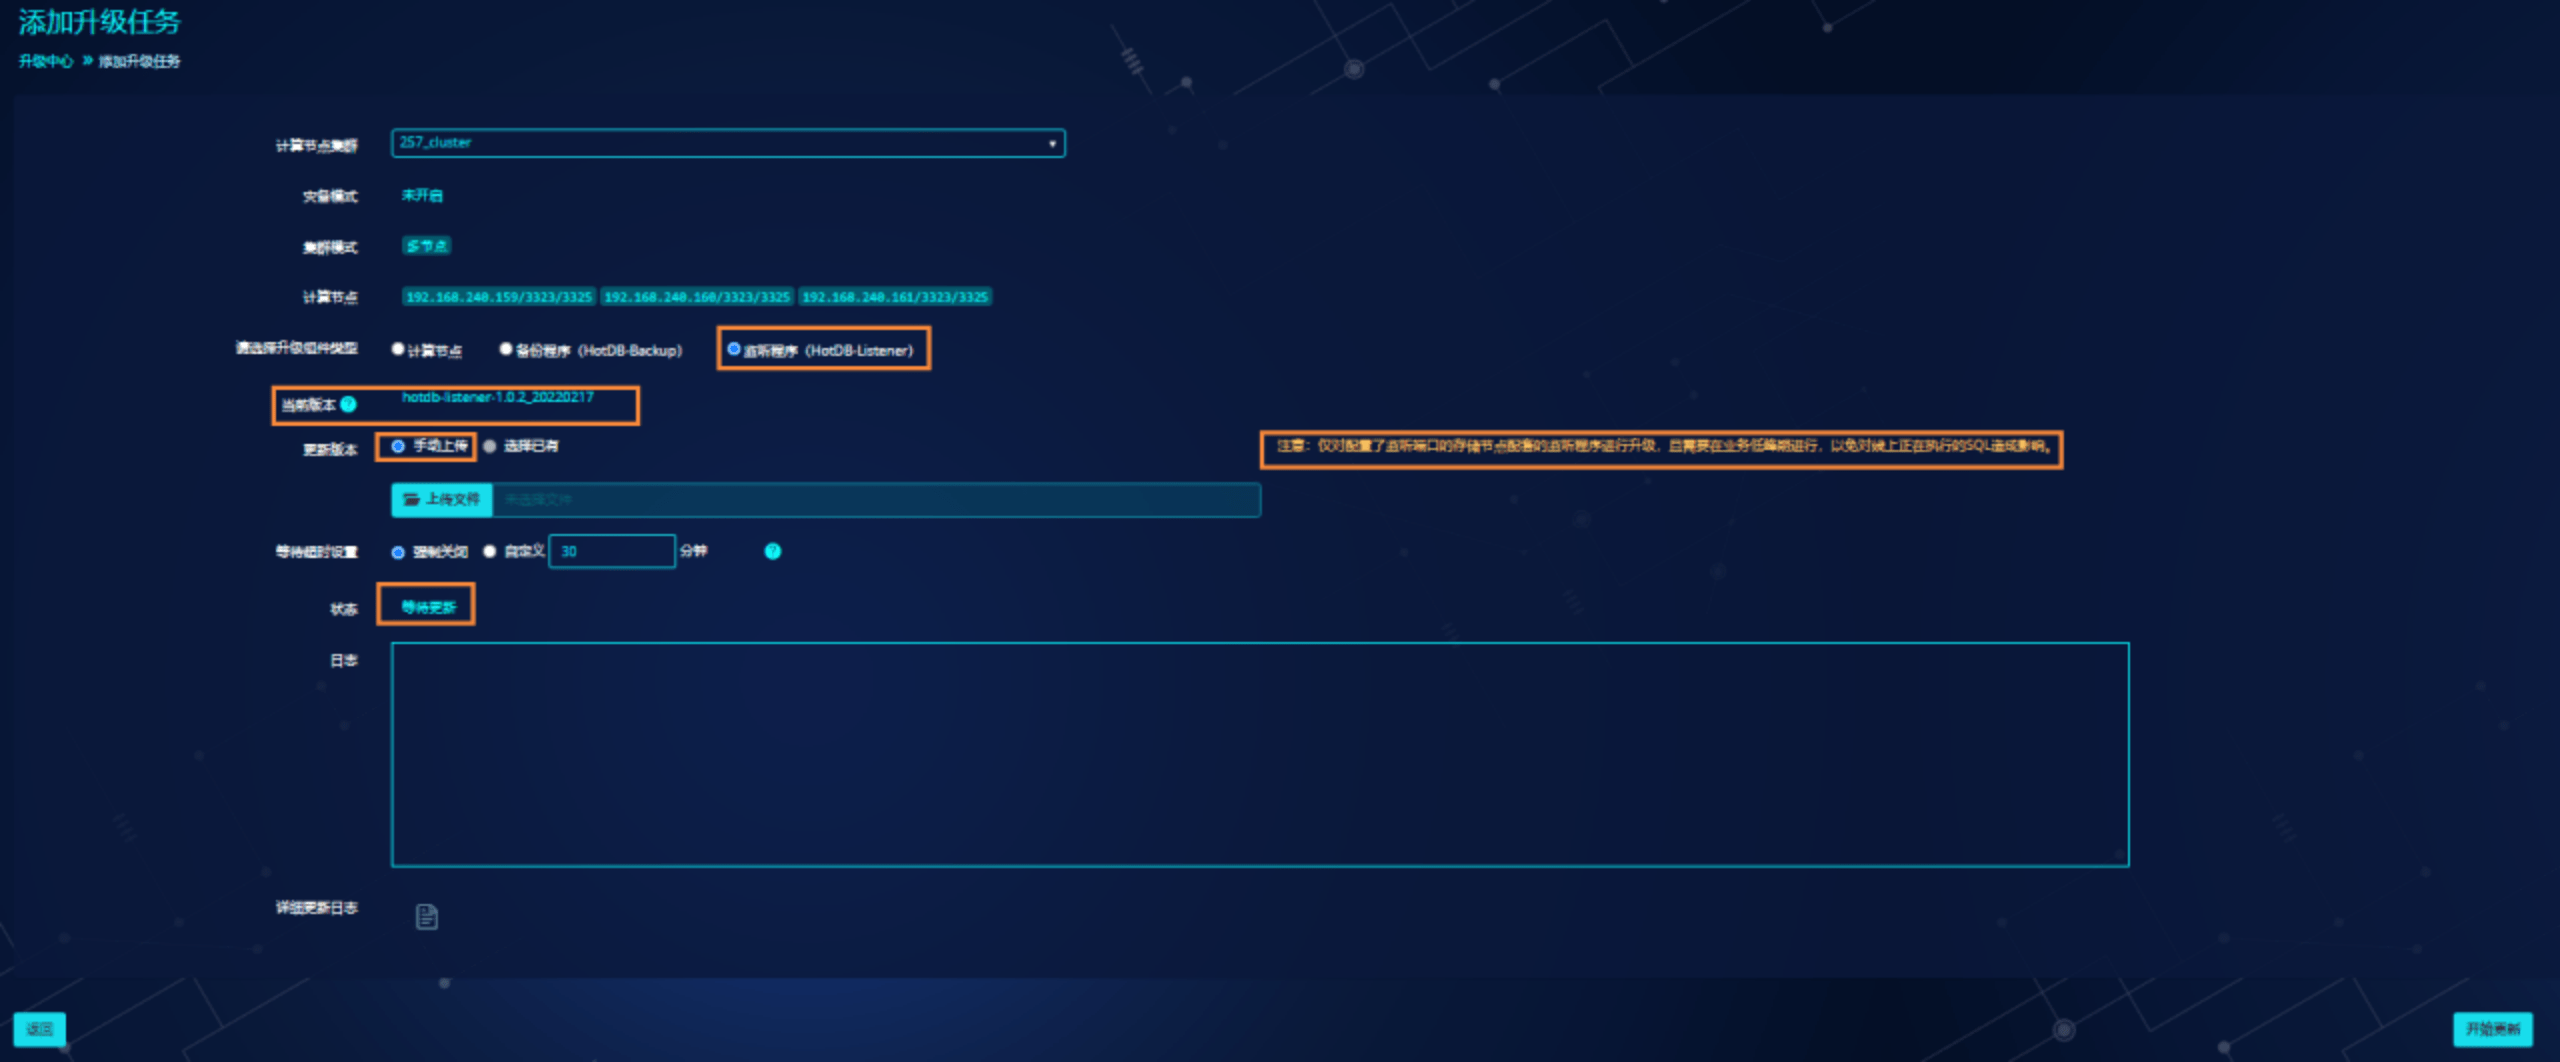 添加升级任务
升级中心 » 添加升级任务
计算节点集群 257_cluster
灾备模式 未开启
集群模式 多节点
计算节点 192.168.240.159/3323/3325 192.168.240.160/3323/3325 192.168.240.161/3323/3325
请选择升级组件类型 计算节点 备份程序（HotDB-Backup） 监听程序（HotDB-Listener）
当前版本 ? hotdb-listener-1.0.2_20220217
更新版本 手动上传 选择已有 注意：仅对配置了监听端口的存储节点配套的监听程序进行升级，且需要在业务低峰期进行，以免对线上正在执行的SQL造成影响。
上传文件 未选择文件
等待超时设置 强制关闭 自定义 30 分钟 ?
状态 等待更新
日志
详细更新日志
返回 开始更新